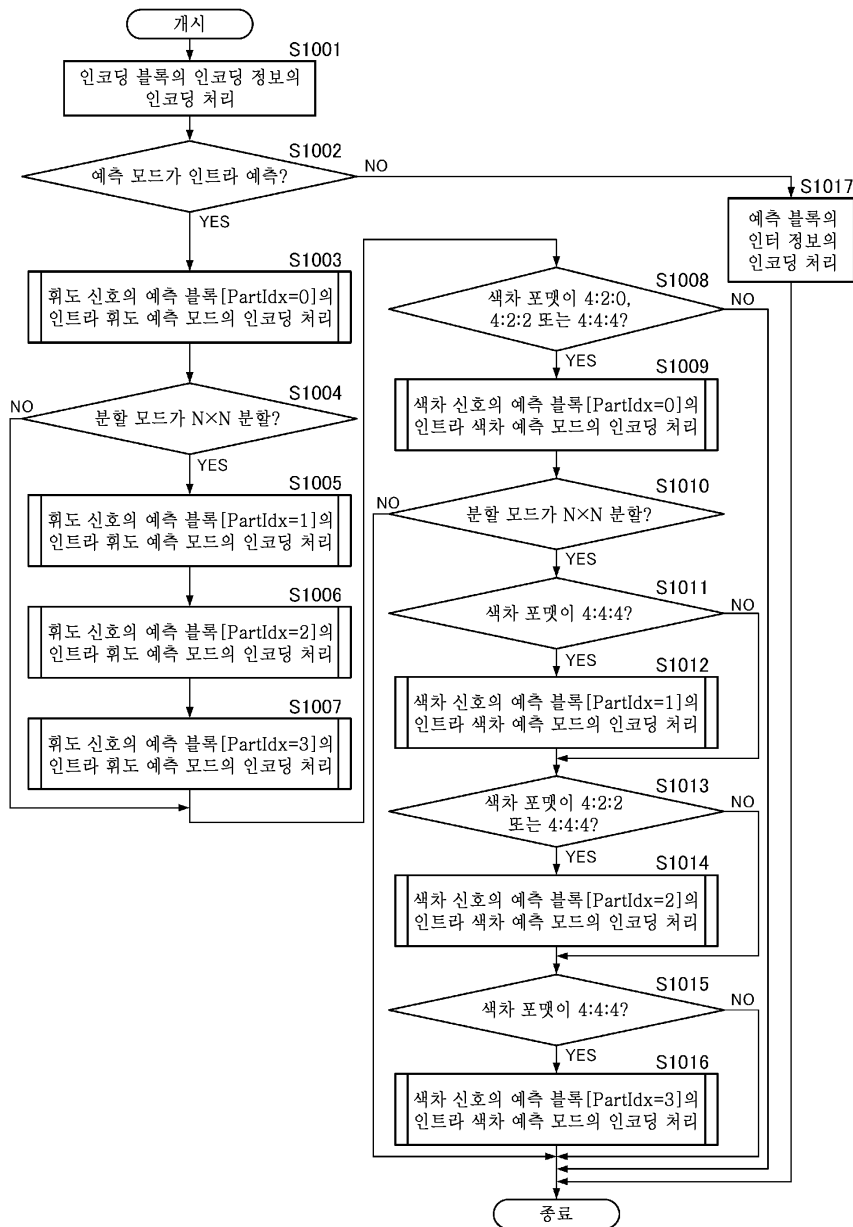 개시
S1001
인코딩 블록의 인코딩 정보의
인코딩 처리
S1002
예측 모드가 인트라 예측?
NO
YES
S1017
예측 블록의
인터 정보의
인코딩 처리
S1003
휘도 신호의 예측 블록[PartIdx=0]의
인트라 휘도 예측 모드의 인코딩 처리
S1004
NO
분할 모드가 N×N 분할?
YES
S1005
휘도 신호의 예측 블록[PartIdx=1]의
인트라 휘도 예측 모드의 인코딩 처리
S1006
휘도 신호의 예측 블록[PartIdx=2]의
인트라 휘도 예측 모드의 인코딩 처리
S1007
휘도 신호의 예측 블록[PartIdx=3]의
인트라 휘도 예측 모드의 인코딩 처리
S1008
색차 포맷이 4:2:0,
4:2:2 또는 4:4:4?
NO
YES
S1009
색차 신호의 예측 블록[PartIdx=0]의
인트라 색차 예측 모드의 인코딩 처리
S1010
NO
분할 모드가 N×N 분할?
YES
S1011
색차 포맷이 4:4:4?
NO
YES
S1012
색차 신호의 예측 블록[PartIdx=1]의
인트라 색차 예측 모드의 인코딩 처리
S1013
색차 포맷이 4:2:2
또는 4:4:4?
NO
YES
S1014
색차 신호의 예측 블록[PartIdx=2]의
인트라 색차 예측 모드의 인코딩 처리
S1015
색차 포맷이 4:4:4?
NO
YES
S1016
색차 신호의 예측 블록[PartIdx=3]의
인트라 색차 예측 모드의 인코딩 처리
종료